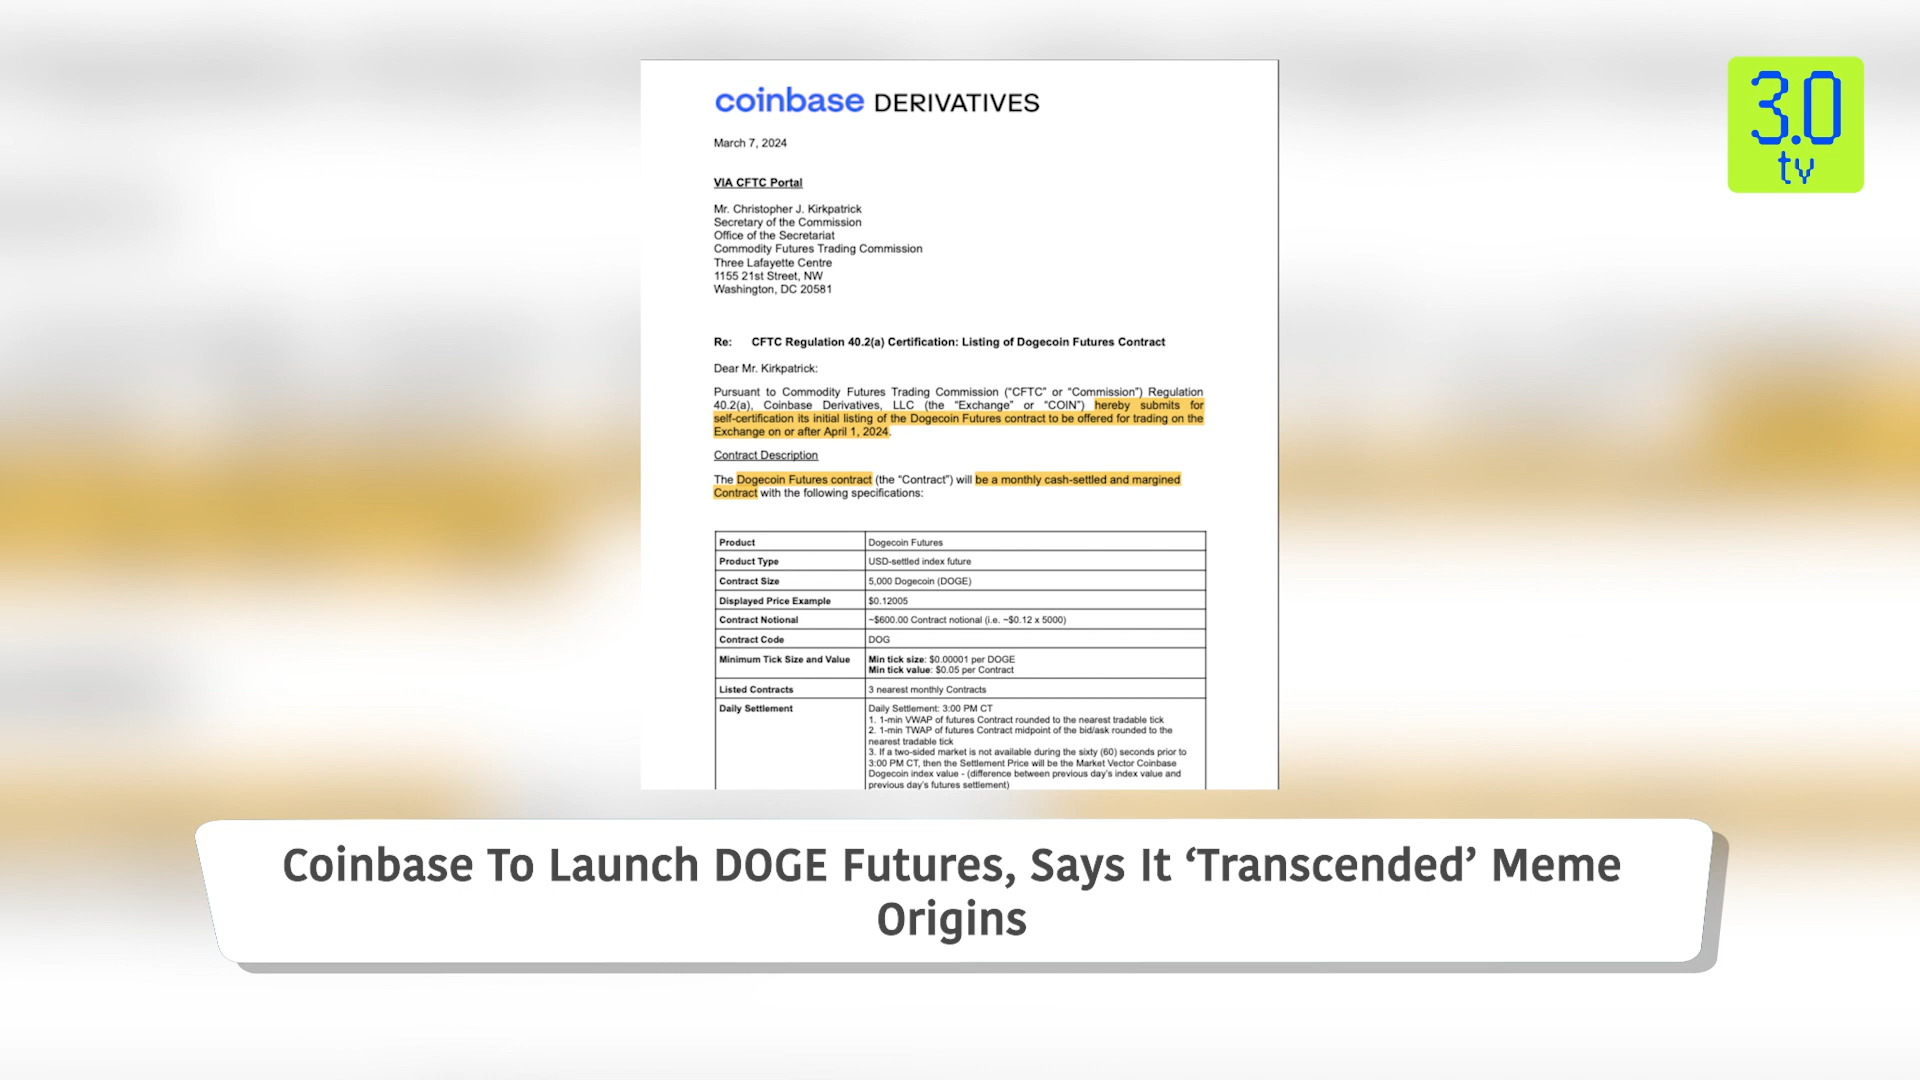 coinbase DERIVATIVES
3.0
tv
March 7, 2024
VIA CFTC Portal
Mr. Christopher J. Kirkpatrick
Secretary of the Commission
Office of the Secretariat
Commodity Futures Trading Commission
Three Lafayette Centre
1155 21st Street, NW
Washington, DC 20581
Re: CFTC Regulation 40.2(a) Certification: Listing of Dogecoin Futures Contract
Dear Mr. Kirkpatrick:
Pursuant to Commodity Futures Trading Commission (“CFTC” or “Commission”) Regulation
40.2(a), Coinbase Derivatives, LLC (the “Exchange” or “COIN”) hereby submits for
self-certification its initial listing of the Dogecoin Futures contract to be offered for trading on the
Exchange on or after April 1, 2024.
Contract Description
The Dogecoin Futures contract (the “Contract”) will be a monthly cash-settled and margined
Contract with the following specifications:
Product Dogecoin Futures
Product Type USD-settled index future
Contract Size 5,000 Dogecoin (DOGE)
Displayed Price Example $0.12005
Contract Notional ~$600.00 Contract notional (i.e. ~$0.12 x 5000)
Contract Code DOG
Minimum Tick Size and Value Min tick size: $0.00001 per DOGE
Min tick value: $0.05 per Contract
Listed Contracts 3 nearest monthly Contracts
Daily Settlement Daily Settlement: 3:00 PM CT
1. 1-min VWAP of futures Contract rounded to the nearest tradable tick
2. 1-min TWAP of futures Contract midpoint of the bid/ask rounded to the
nearest tradable tick
3. If a two-sided market is not available during the sixty (60) seconds prior to
3:00 PM CT, then the Settlement Price will be the Market Vector Coinbase
Dogecoin index value - (difference between previous day's index value and
previous day's futures settlement)
Coinbase To Launch DOGE Futures, Says It ‘Transcended’ Meme
Origins